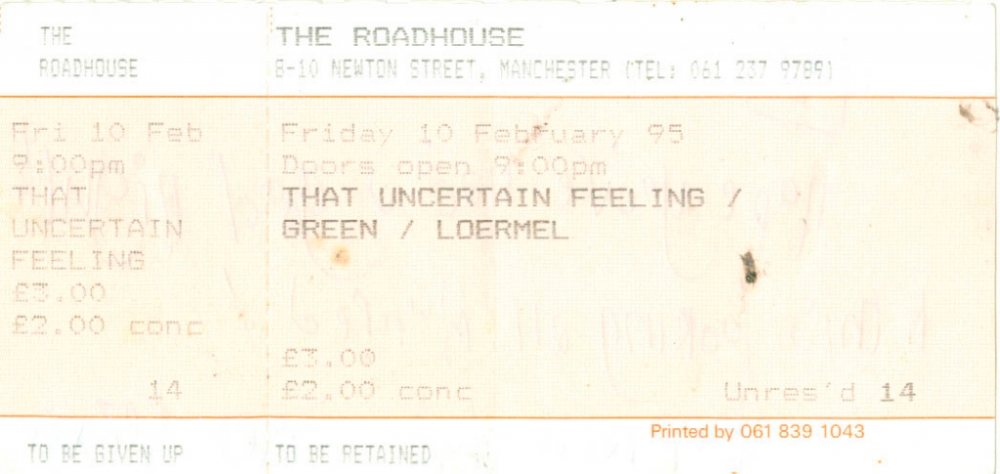 THE
ROADHOUSE
Fri 10 Feb
9:00pm
THAT
UNCERTAIN
FEELING
£3.00
£2.00 conc
14
TO BE GIVEN UP
THE ROADHOUSE
8-10 NEWTON STREET, MANCHESTER (TEL: 061 237 9789)
Friday 10 February 95
Doors open 9:00pm
THAT UNCERTAIN FEELING /
GREEN / LOERMEL
£3.00
£2.00 conc Unres'd 14
Printed by 061 839 1043
TO BE RETAINED